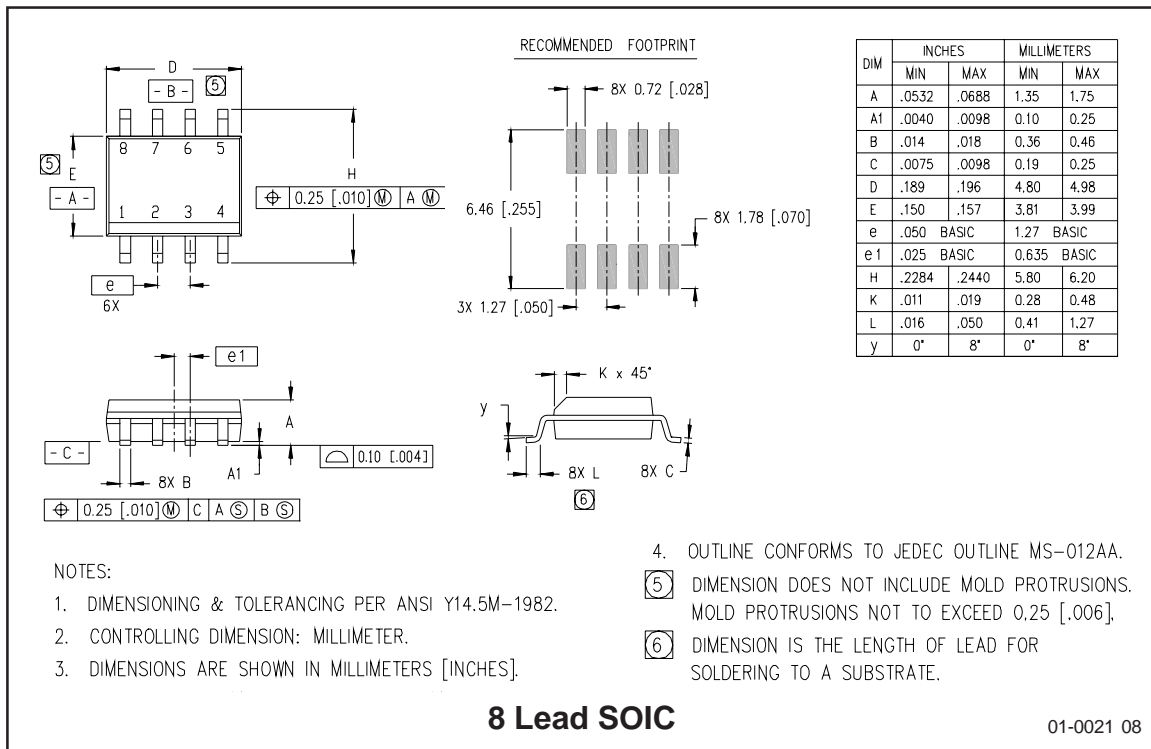 D
- B -
5
8 7 6 5
5
E
- A -
H
⌖ 0.25 [.010] Ⓜ A Ⓜ
1 2 3 4
e
6X
RECOMMENDED FOOTPRINT
8X 0.72 [.028]
6.46 [.255]
8X 1.78 [.070]
3X 1.27 [.050]
DIM INCHES MILLIMETERS
MIN MAX MIN MAX
A .0532 .0688 1.35 1.75
A1 .0040 .0098 0.10 0.25
B .014 .018 0.36 0.46
C .0075 .0098 0.19 0.25
D .189 .196 4.80 4.98
E .150 .157 3.81 3.99
e .050 BASIC 1.27 BASIC
e1 .025 BASIC 0.635 BASIC
H .2284 .2440 5.80 6.20
K .011 .019 0.28 0.48
L .016 .050 0.41 1.27
y 0° 8° 0° 8°
e1
A
- C -
A1
8X B
⌓ 0.10 [.004]
⌖ 0.25 [.010] Ⓜ C A Ⓢ B Ⓢ
K x 45°
y
8X L
8X C
6
NOTES:
1. DIMENSIONING & TOLERANCING PER ANSI Y14.5M-1982.
2. CONTROLLING DIMENSION: MILLIMETER.
3. DIMENSIONS ARE SHOWN IN MILLIMETERS [INCHES].
4. OUTLINE CONFORMS TO JEDEC OUTLINE MS-012AA.
5 DIMENSION DOES NOT INCLUDE MOLD PROTRUSIONS.
MOLD PROTRUSIONS NOT TO EXCEED 0.25 [.006].
6 DIMENSION IS THE LENGTH OF LEAD FOR
SOLDERING TO A SUBSTRATE.
8 Lead SOIC
01-0021 08